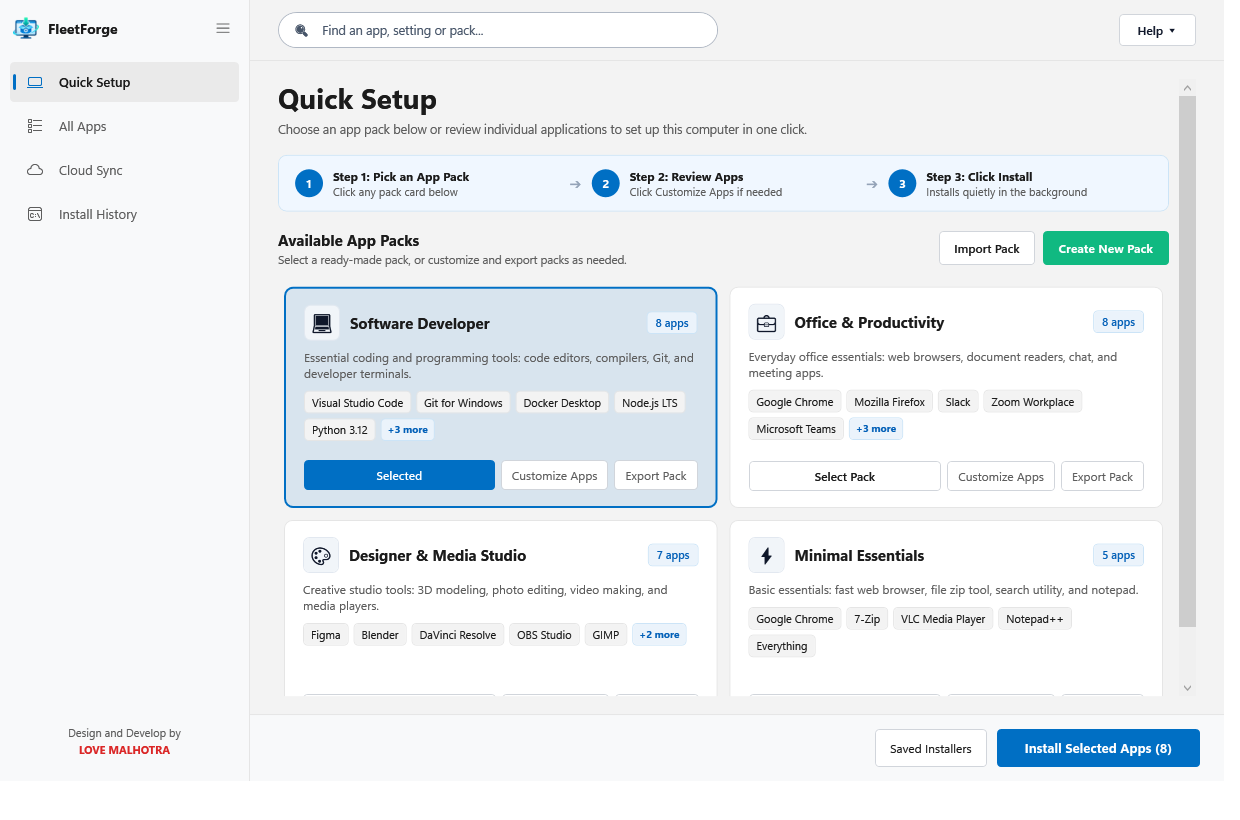 FleetForge
Find an app, setting or pack...
Help
Quick Setup
All Apps
Cloud Sync
Install History
Quick Setup
Choose an app pack below or review individual applications to set up this computer in one click.
1
Step 1: Pick an App Pack
Click any pack card below
2
Step 2: Review Apps
Click Customize Apps if needed
3
Step 3: Click Install
Installs quietly in the background
Available App Packs
Select a ready-made pack, or customize and export packs as needed.
Import Pack
Create New Pack
Software Developer
8 apps
Essential coding and programming tools: code editors, compilers, Git, and
developer terminals.
Visual Studio Code
Git for Windows
Docker Desktop
Node.js LTS
Python 3.12
+3 more
Selected
Customize Apps
Export Pack
Office & Productivity
8 apps
Everyday office essentials: web browsers, document readers, chat, and
meeting apps.
Google Chrome
Mozilla Firefox
Slack
Zoom Workplace
Microsoft Teams
+3 more
Select Pack
Customize Apps
Export Pack
Designer & Media Studio
7 apps
Creative studio tools: 3D modeling, photo editing, video making, and
media players.
Figma
Blender
DaVinci Resolve
OBS Studio
GIMP
+2 more
Minimal Essentials
5 apps
Basic essentials: fast web browser, file zip tool, search utility, and notepad.
Google Chrome
7-Zip
VLC Media Player
Notepad++
Everything
Design and Develop by
LOVE MALHOTRA
Saved Installers
Install Selected Apps (8)